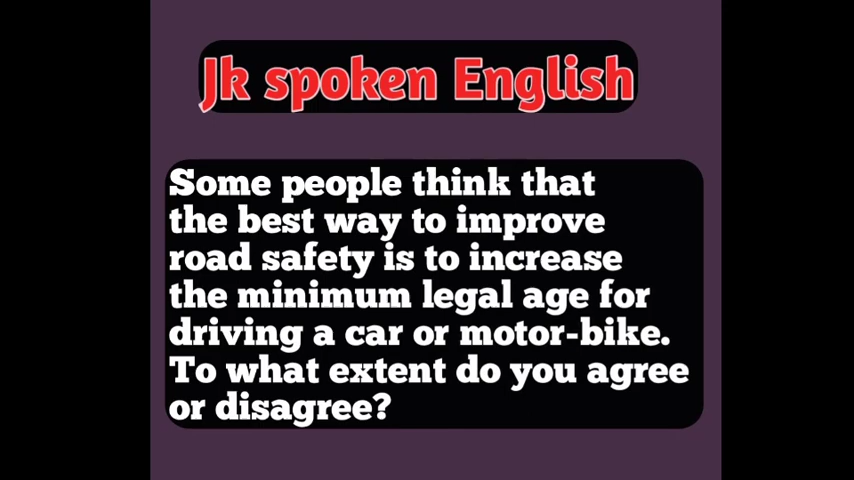 Jk spoken English
Some people think that
the best way to improve
road safety is to increase
the minimum legal age for
driving a car or motor-bike.
To what extent do you agree
or disagree?